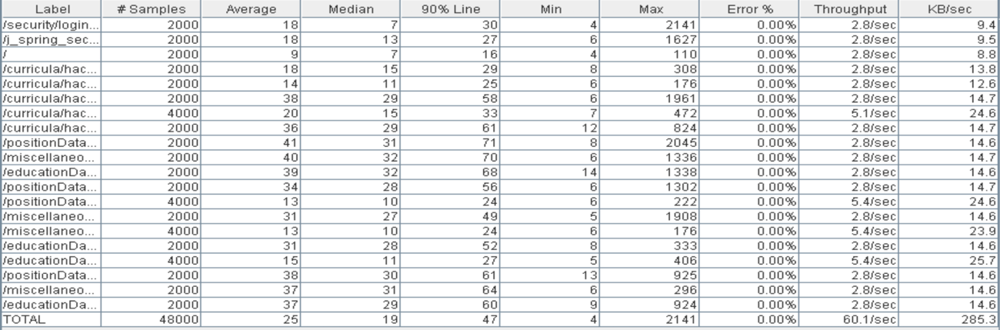 Label # Samples Average Median 90% Line Min Max Error % Throughput KB/sec
/security/login... 2000 18 7 30 4 2141 0.00% 2.8/sec 9.4
/j_spring_sec... 2000 18 13 27 6 1627 0.00% 2.8/sec 9.5
/ 2000 9 7 16 4 110 0.00% 2.8/sec 8.8
/curricula/hac... 2000 18 15 29 8 308 0.00% 2.8/sec 13.8
/curricula/hac... 2000 14 11 25 6 176 0.00% 2.8/sec 12.6
/curricula/hac... 2000 38 29 58 6 1961 0.00% 2.8/sec 14.7
/curricula/hac... 4000 20 15 33 7 472 0.00% 5.1/sec 24.6
/curricula/hac... 2000 36 29 61 12 824 0.00% 2.8/sec 14.7
/positionData... 2000 41 31 71 8 2045 0.00% 2.8/sec 14.6
/miscellaneo... 2000 40 32 70 6 1336 0.00% 2.8/sec 14.7
/educationDa... 2000 39 32 68 14 1338 0.00% 2.8/sec 14.6
/positionData... 2000 34 28 56 6 1302 0.00% 2.8/sec 14.7
/positionData... 4000 13 10 24 6 222 0.00% 5.4/sec 24.6
/miscellaneo... 2000 31 27 49 5 1908 0.00% 2.8/sec 14.6
/miscellaneo... 4000 13 10 24 6 176 0.00% 5.4/sec 23.9
/educationDa... 2000 31 28 52 8 333 0.00% 2.8/sec 14.6
/educationDa... 4000 15 11 27 5 406 0.00% 5.4/sec 25.7
/positionData... 2000 38 30 61 13 925 0.00% 2.8/sec 14.6
/miscellaneo... 2000 37 31 64 6 296 0.00% 2.8/sec 14.6
/educationDa... 2000 37 29 60 9 924 0.00% 2.8/sec 14.6
TOTAL 48000 25 19 47 4 2141 0.00% 60.1/sec 285.3